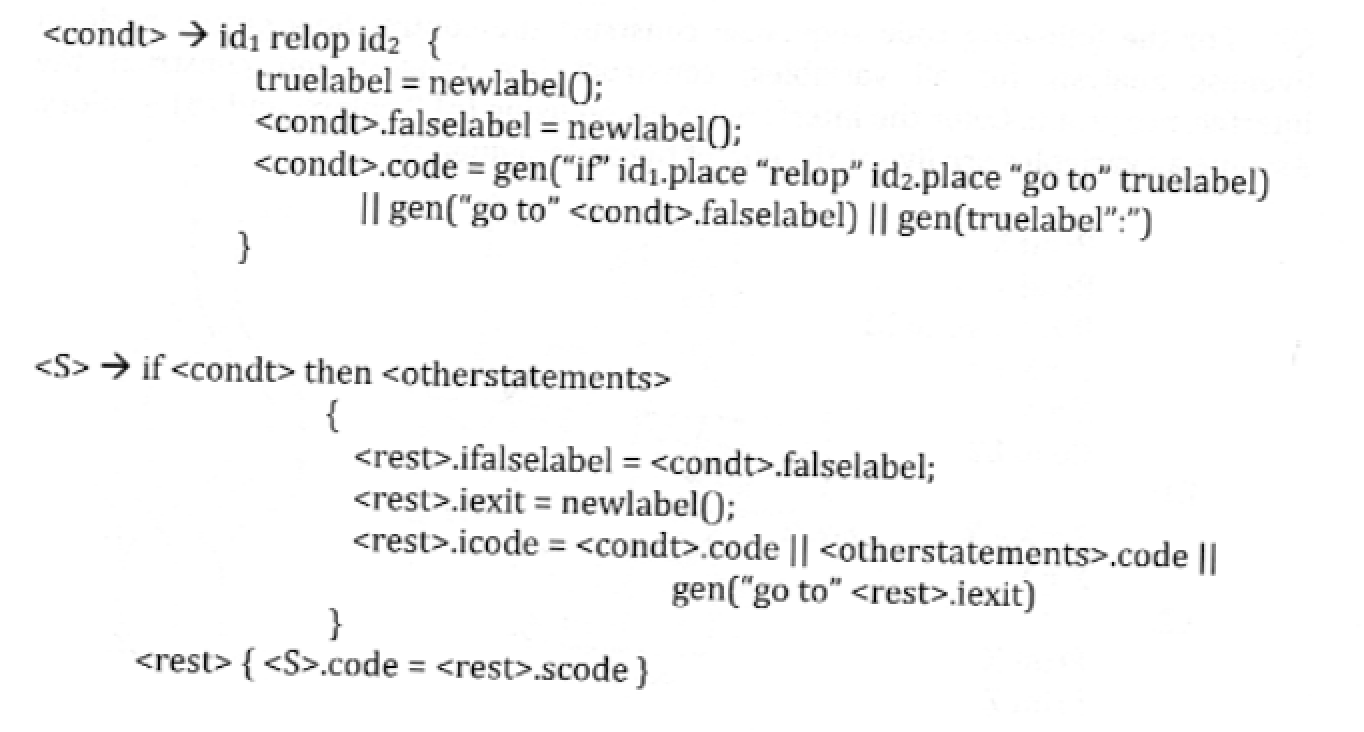 <condt> → id₁ relop id₂ {
truelabel = newlabel();
<condt>.falselabel = newlabel();
<condt>.code = gen("if" id₁.place "relop" id₂.place "go to" truelabel)
|| gen("go to" <condt>.falselabel) || gen(truelabel":")
}
<S> → if <condt> then <otherstatements>
{
<rest>.ifalselabel = <condt>.falselabel;
<rest>.iexit = newlabel();
<rest>.icode = <condt>.code || <otherstatements>.code ||
gen("go to" <rest>.iexit)
}
<rest> { <S>.code = <rest>.scode }